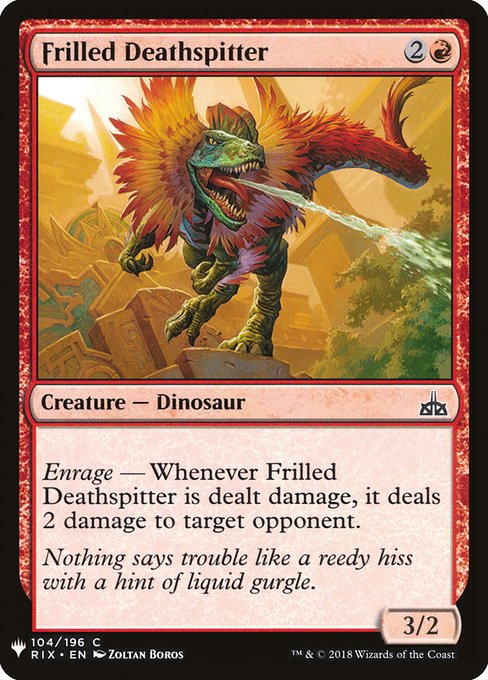 Frilled Deathspitter 2
Creature — Dinosaur
Enrage — Whenever Frilled
Deathspitter is dealt damage, it deals
2 damage to target opponent.
Nothing says trouble like a reedy hiss
with a hint of liquid gurgle.
3/2
104/196 C
RIX • EN Zoltan Boros
™ & © 2018 Wizards of the Coast